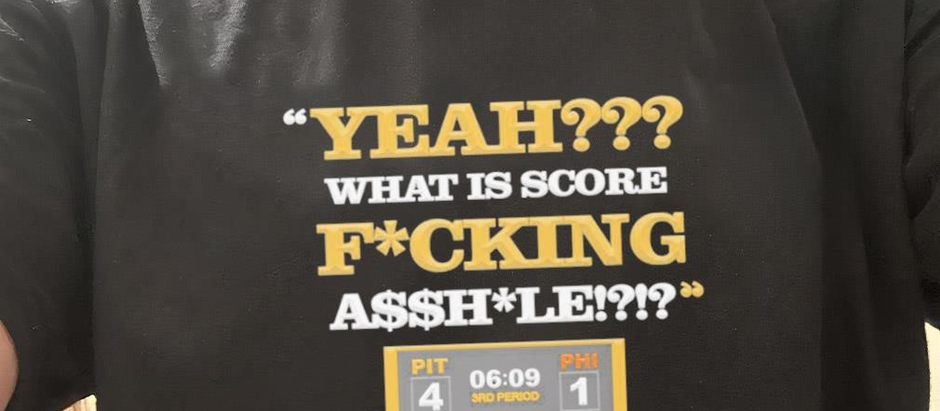 “YEAH???
WHAT IS SCORE
F*CKING
A$$H*LE!?!?”
PIT 06:09 PHI
4 3RD PERIOD 1